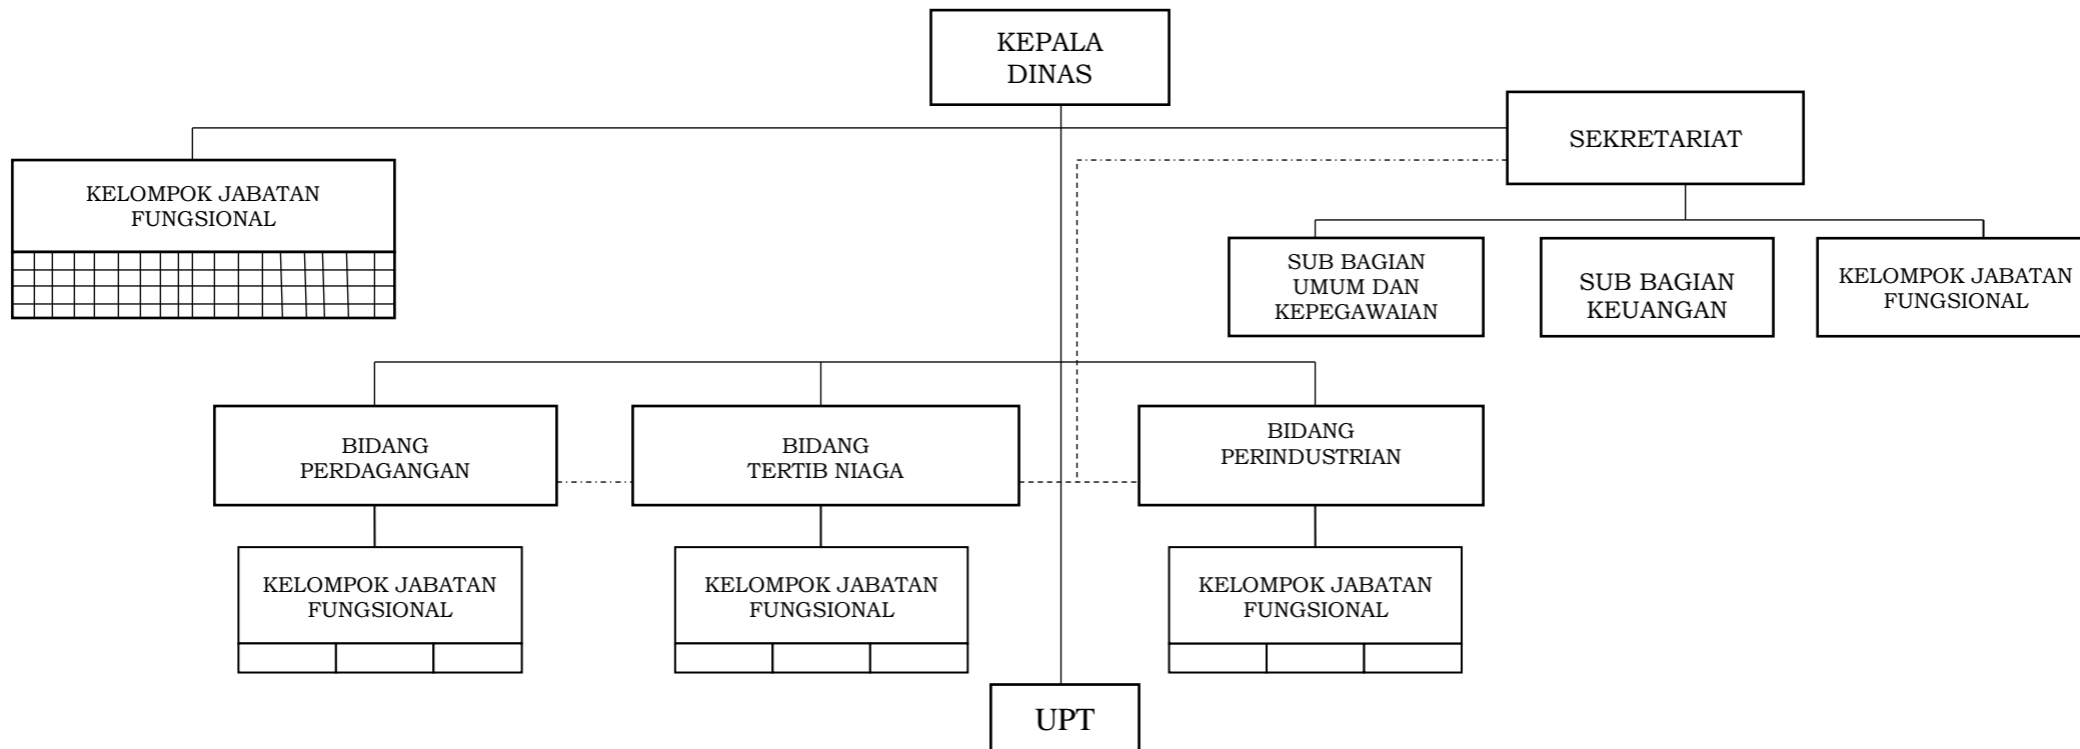 KEPALA
DINAS
SEKRETARIAT
KELOMPOK JABATAN
FUNGSIONAL
SUB BAGIAN
UMUM DAN
KEPEGAWAIAN
SUB BAGIAN
KEUANGAN
KELOMPOK JABATAN
FUNGSIONAL
BIDANG
PERDAGANGAN
BIDANG
TERTIB NIAGA
BIDANG
PERINDUSTRIAN
KELOMPOK JABATAN
FUNGSIONAL
KELOMPOK JABATAN
FUNGSIONAL
KELOMPOK JABATAN
FUNGSIONAL
UPT